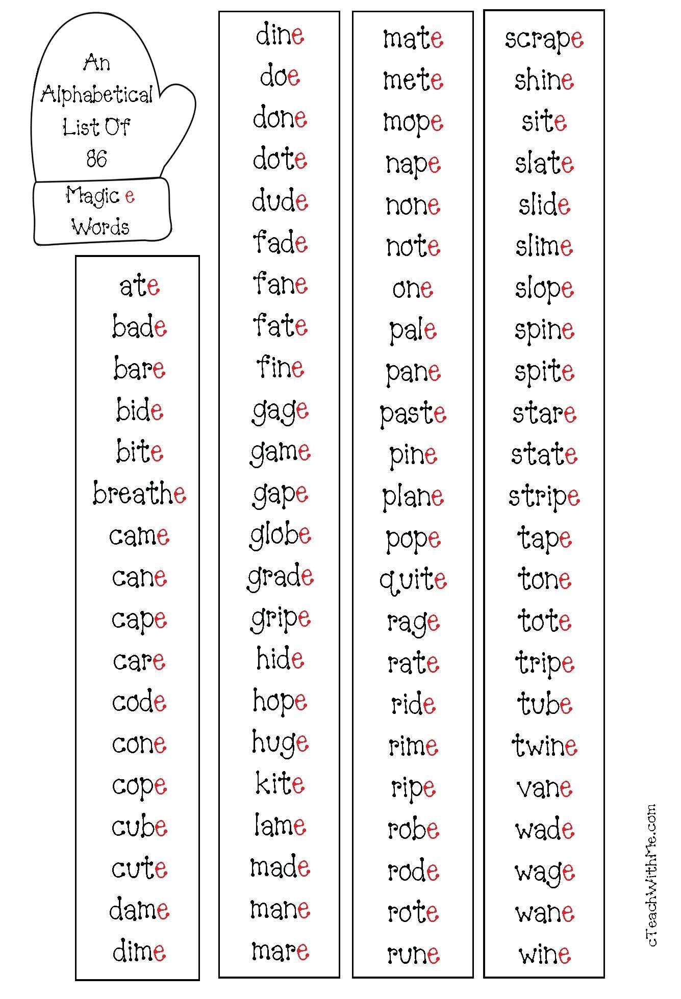 An
Alphabetical
List Of
86
Magic e
Words
ate
bade
bare
bide
bite
breathe
came
cane
cape
care
code
cone
cope
cube
cute
dame
dime
dine
doe
done
dote
dude
fade
fane
fate
fine
gage
game
gape
globe
grade
gripe
hide
hope
huge
kite
lame
made
mane
mare
mate
mete
mope
nape
none
note
one
pale
pane
paste
pine
plane
pope
quite
rage
rate
ride
rime
ripe
robe
rode
rote
rune
scrape
shine
site
slate
slide
slime
slope
spine
spite
stare
state
stripe
tape
tone
tote
tripe
tube
twine
vane
wade
wage
wane
wine
cTeachWithMe.com